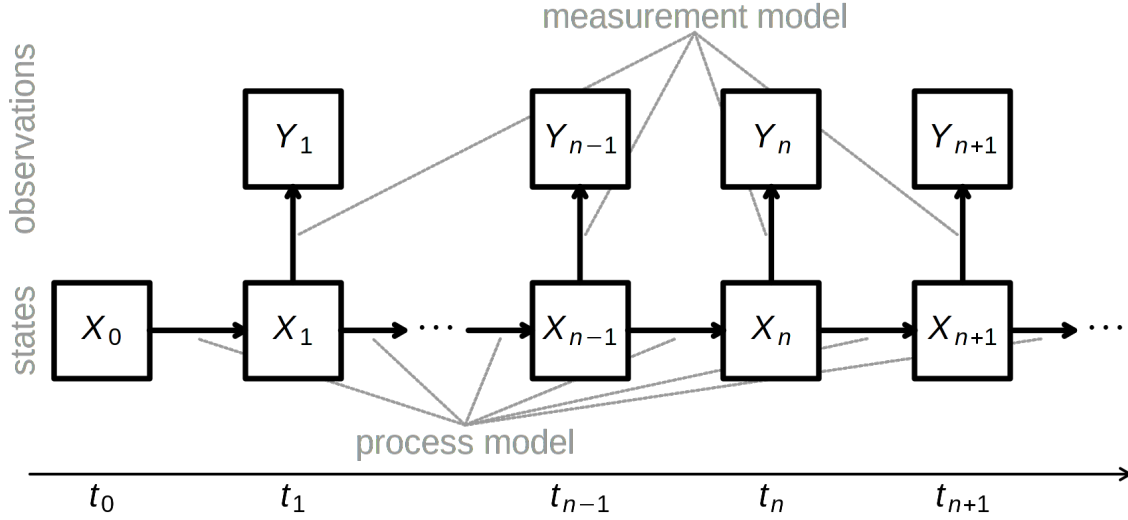 measurement model
observations
Y₁ Yₙ₋₁ Yₙ Yₙ₊₁
states
X₀ X₁ ··· Xₙ₋₁ Xₙ Xₙ₊₁ ···
process model
t₀ t₁ tₙ₋₁ tₙ tₙ₊₁